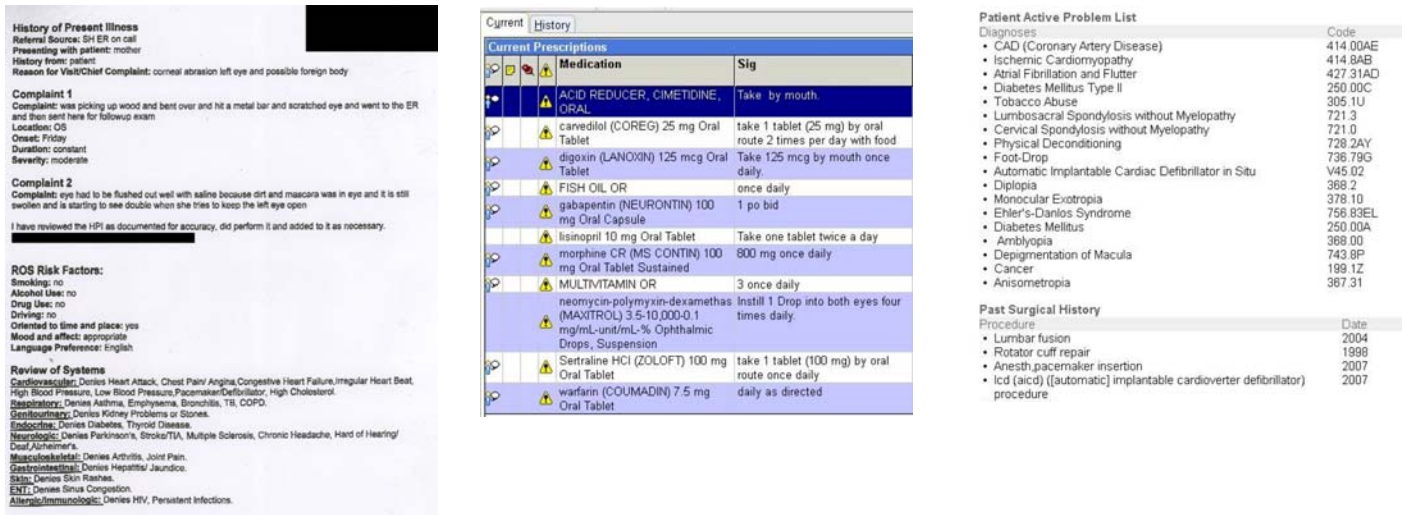 History of Present Illness
Referral Source: SH ER on call
Presenting with patient: mother
History from: patient
Reason for Visit/Chief Complaint: corneal abrasion left eye and possible foreign body
Complaint 1
Complaint: was picking up wood and bent over and hit a metal bar and scratched eye and went to the ER
and then sent here for followup exam
Location: OS
Onset: Friday
Duration: constant
Severity: moderate
Complaint 2
Complaint: eye had to be flushed out well with saline because dirt and mascara was in eye and it is still
swollen and is starting to see double when she tries to keep the left eye open
I have reviewed the HPI as documented for accuracy, did perform it and added to it as necessary.
ROS Risk Factors:
Smoking: no
Alcohol Use: no
Drug Use: no
Driving: no
Oriented to time and place: yes
Mood and affect: appropriate
Language Preference: English
Review of Systems
Cardiovascular: Denies Heart Attack, Chest Pain/ Angina,Congestive Heart Failure,Irregular Heart Beat,
High Blood Pressure, Low Blood Pressure,Pacemaker/Defibrillator, High Cholesterol.
Respiratory: Denies Asthma, Emphysema, Bronchitis, TB, COPD.
Genitourinary: Denies Kidney Problems or Stones.
Endocrine: Denies Diabetes, Thyroid Disease.
Neurologic: Denies Parkinson's, Stroke/TIA, Multiple Sclerosis, Chronic Headache, Hard of Hearing/
Deaf,Alzheimer's.
Musculoskeletal: Denies Arthritis, Joint Pain.
Gastrointestinal: Denies Hepatitis/ Jaundice.
Skin: Denies Skin Rashes.
ENT: Denies Sinus Congestion.
Allergic/Immunologic: Denies HIV, Persistent Infections.
Current History
Current Prescriptions
Medication Sig
ACID REDUCER, CIMETIDINE, Take by mouth.
ORAL
carvedilol (COREG) 25 mg Oral take 1 tablet (25 mg) by oral
Tablet route 2 times per day with food
digoxin (LANOXIN) 125 mcg Oral Take 125 mcg by mouth once
Tablet daily.
FISH OIL OR once daily
gabapentin (NEURONTIN) 100 1 po bid
mg Oral Capsule
lisinopril 10 mg Oral Tablet Take one tablet twice a day
morphine CR (MS CONTIN) 100 800 mg once daily
mg Oral Tablet Sustained
MULTIVITAMIN OR 3 once daily
neomycin-polymyxin-dexamethas Instill 1 Drop into both eyes four
(MAXITROL) 3.5-10,000-0.1 times daily.
mg/mL-unit/mL-% Ophthalmic
Drops, Suspension
Sertraline HCl (ZOLOFT) 100 mg take 1 tablet (100 mg) by oral
Oral Tablet route once daily
warfarin (COUMADIN) 7.5 mg daily as directed
Oral Tablet
Patient Active Problem List
Diagnoses Code
• CAD (Coronary Artery Disease) 414.00AE
• Ischemic Cardiomyopathy 414.8AB
• Atrial Fibrillation and Flutter 427.31AD
• Diabetes Mellitus Type II 250.00C
• Tobacco Abuse 305.1U
• Lumbosacral Spondylosis without Myelopathy 721.3
• Cervical Spondylosis without Myelopathy 721.0
• Physical Deconditioning 728.2AY
• Foot-Drop 736.79G
• Automatic Implantable Cardiac Defibrillator in Situ V45.02
• Diplopia 368.2
• Monocular Exotropia 378.10
• Ehler's-Danlos Syndrome 756.83EL
• Diabetes Mellitus 250.00A
• Amblyopia 368.00
• Depigmentation of Macula 743.8P
• Cancer 199.1Z
• Anisometropia 367.31
Past Surgical History
Procedure Date
• Lumbar fusion 2004
• Rotator cuff repair 1998
• Anesth,pacemaker insertion 2007
• Icd (aicd) ([automatic] implantable cardioverter defibrillator) 2007
procedure